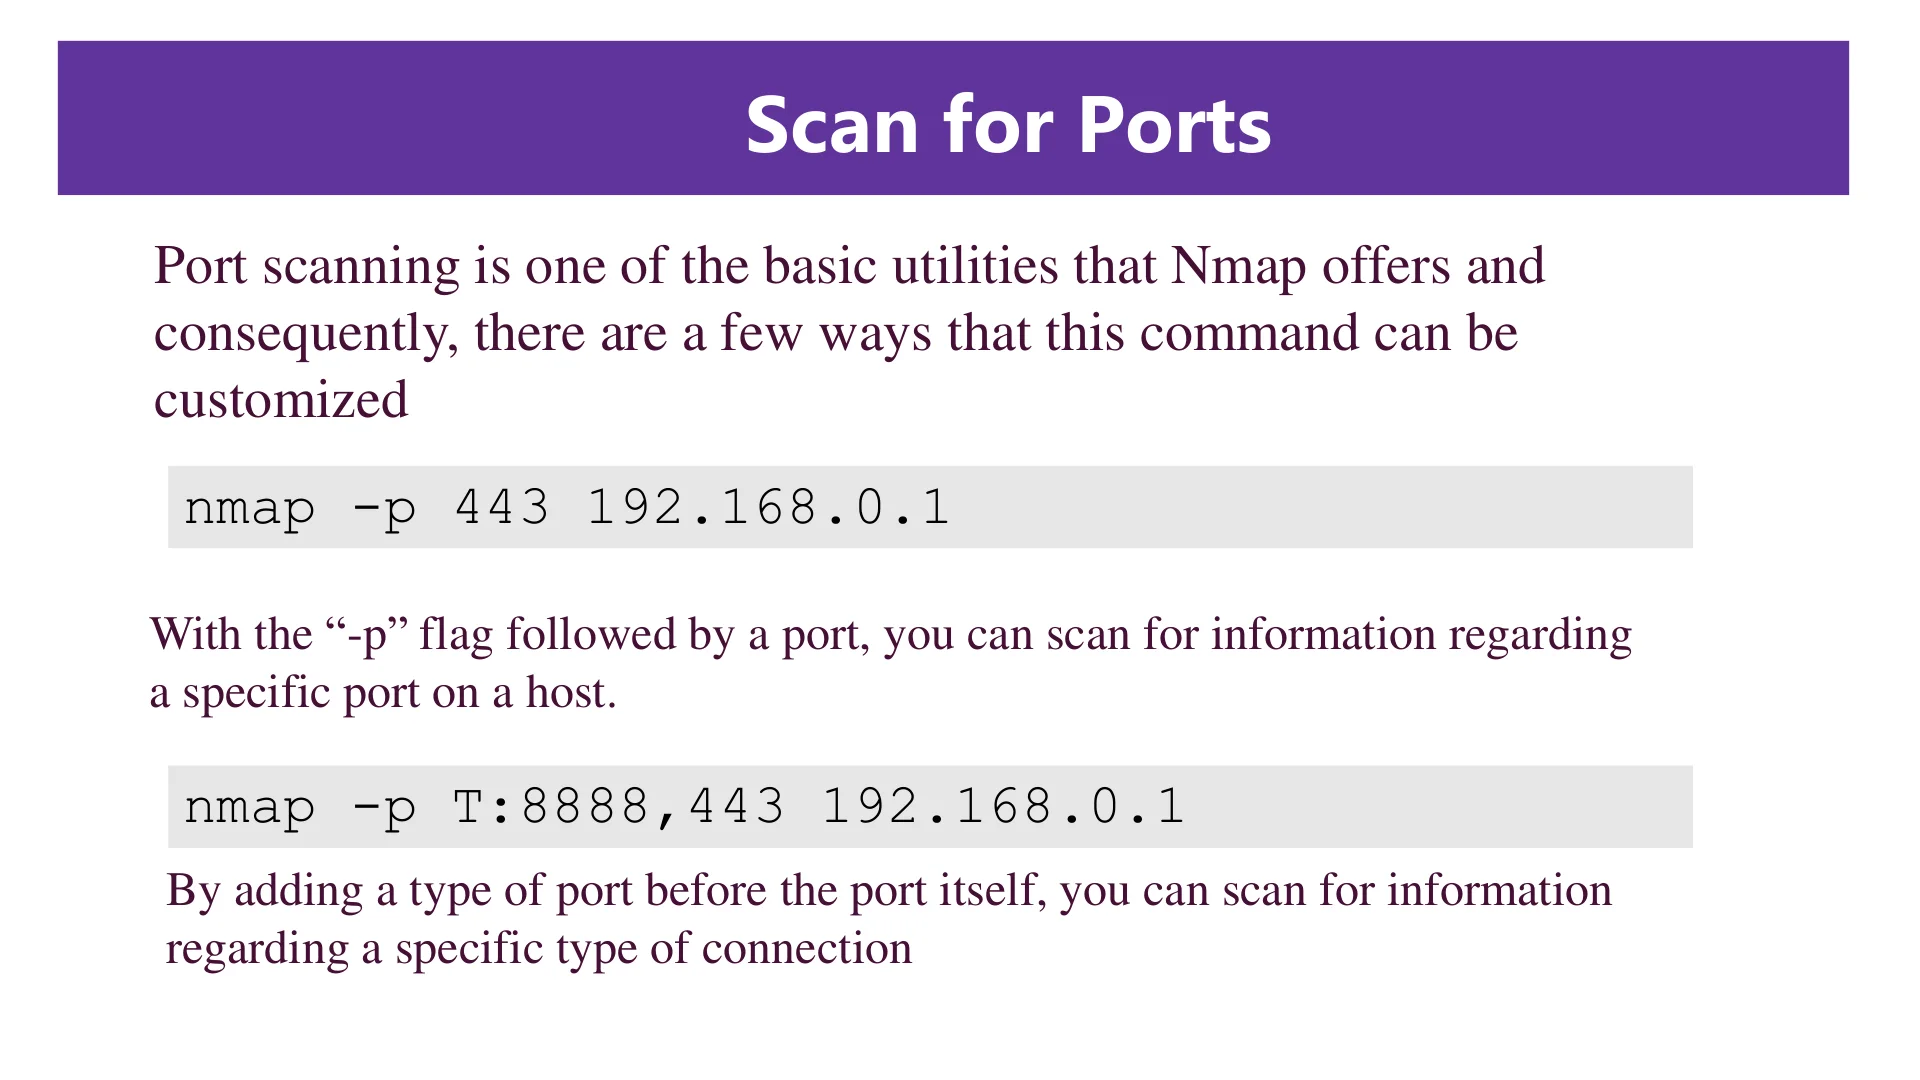 Scan for Ports
Port scanning is one of the basic utilities that Nmap offers and
consequently, there are a few ways that this command can be
customized
nmap -p 443 192.168.0.1
With the “-p” flag followed by a port, you can scan for information regarding
a specific port on a host.
nmap -p T:8888,443 192.168.0.1
By adding a type of port before the port itself, you can scan for information
regarding a specific type of connection